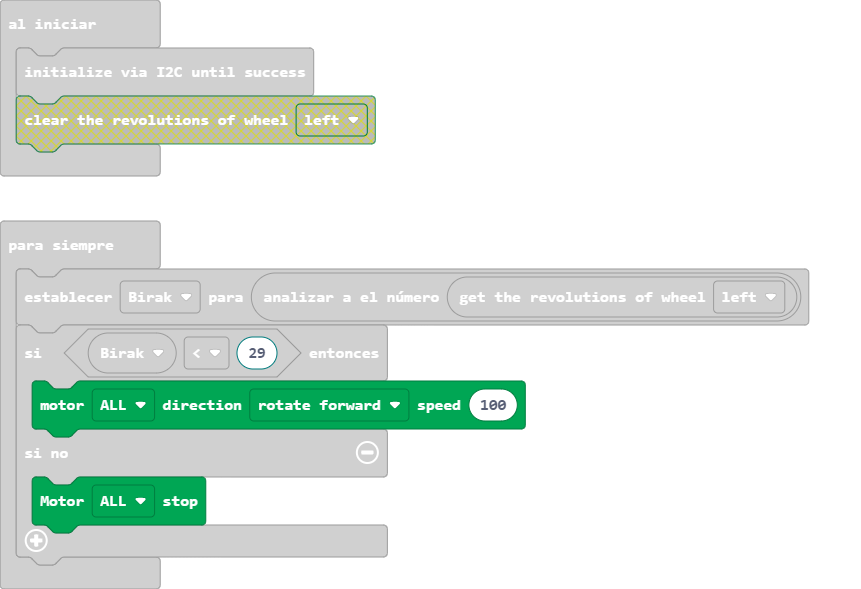 al iniciar
initialize via I2C until success
clear the revolutions of wheel left
para siempre
establecer Birak para analizar a el número get the revolutions of wheel left
si Birak < 29 entonces
motor ALL direction rotate forward speed 100
si no
Motor ALL stop